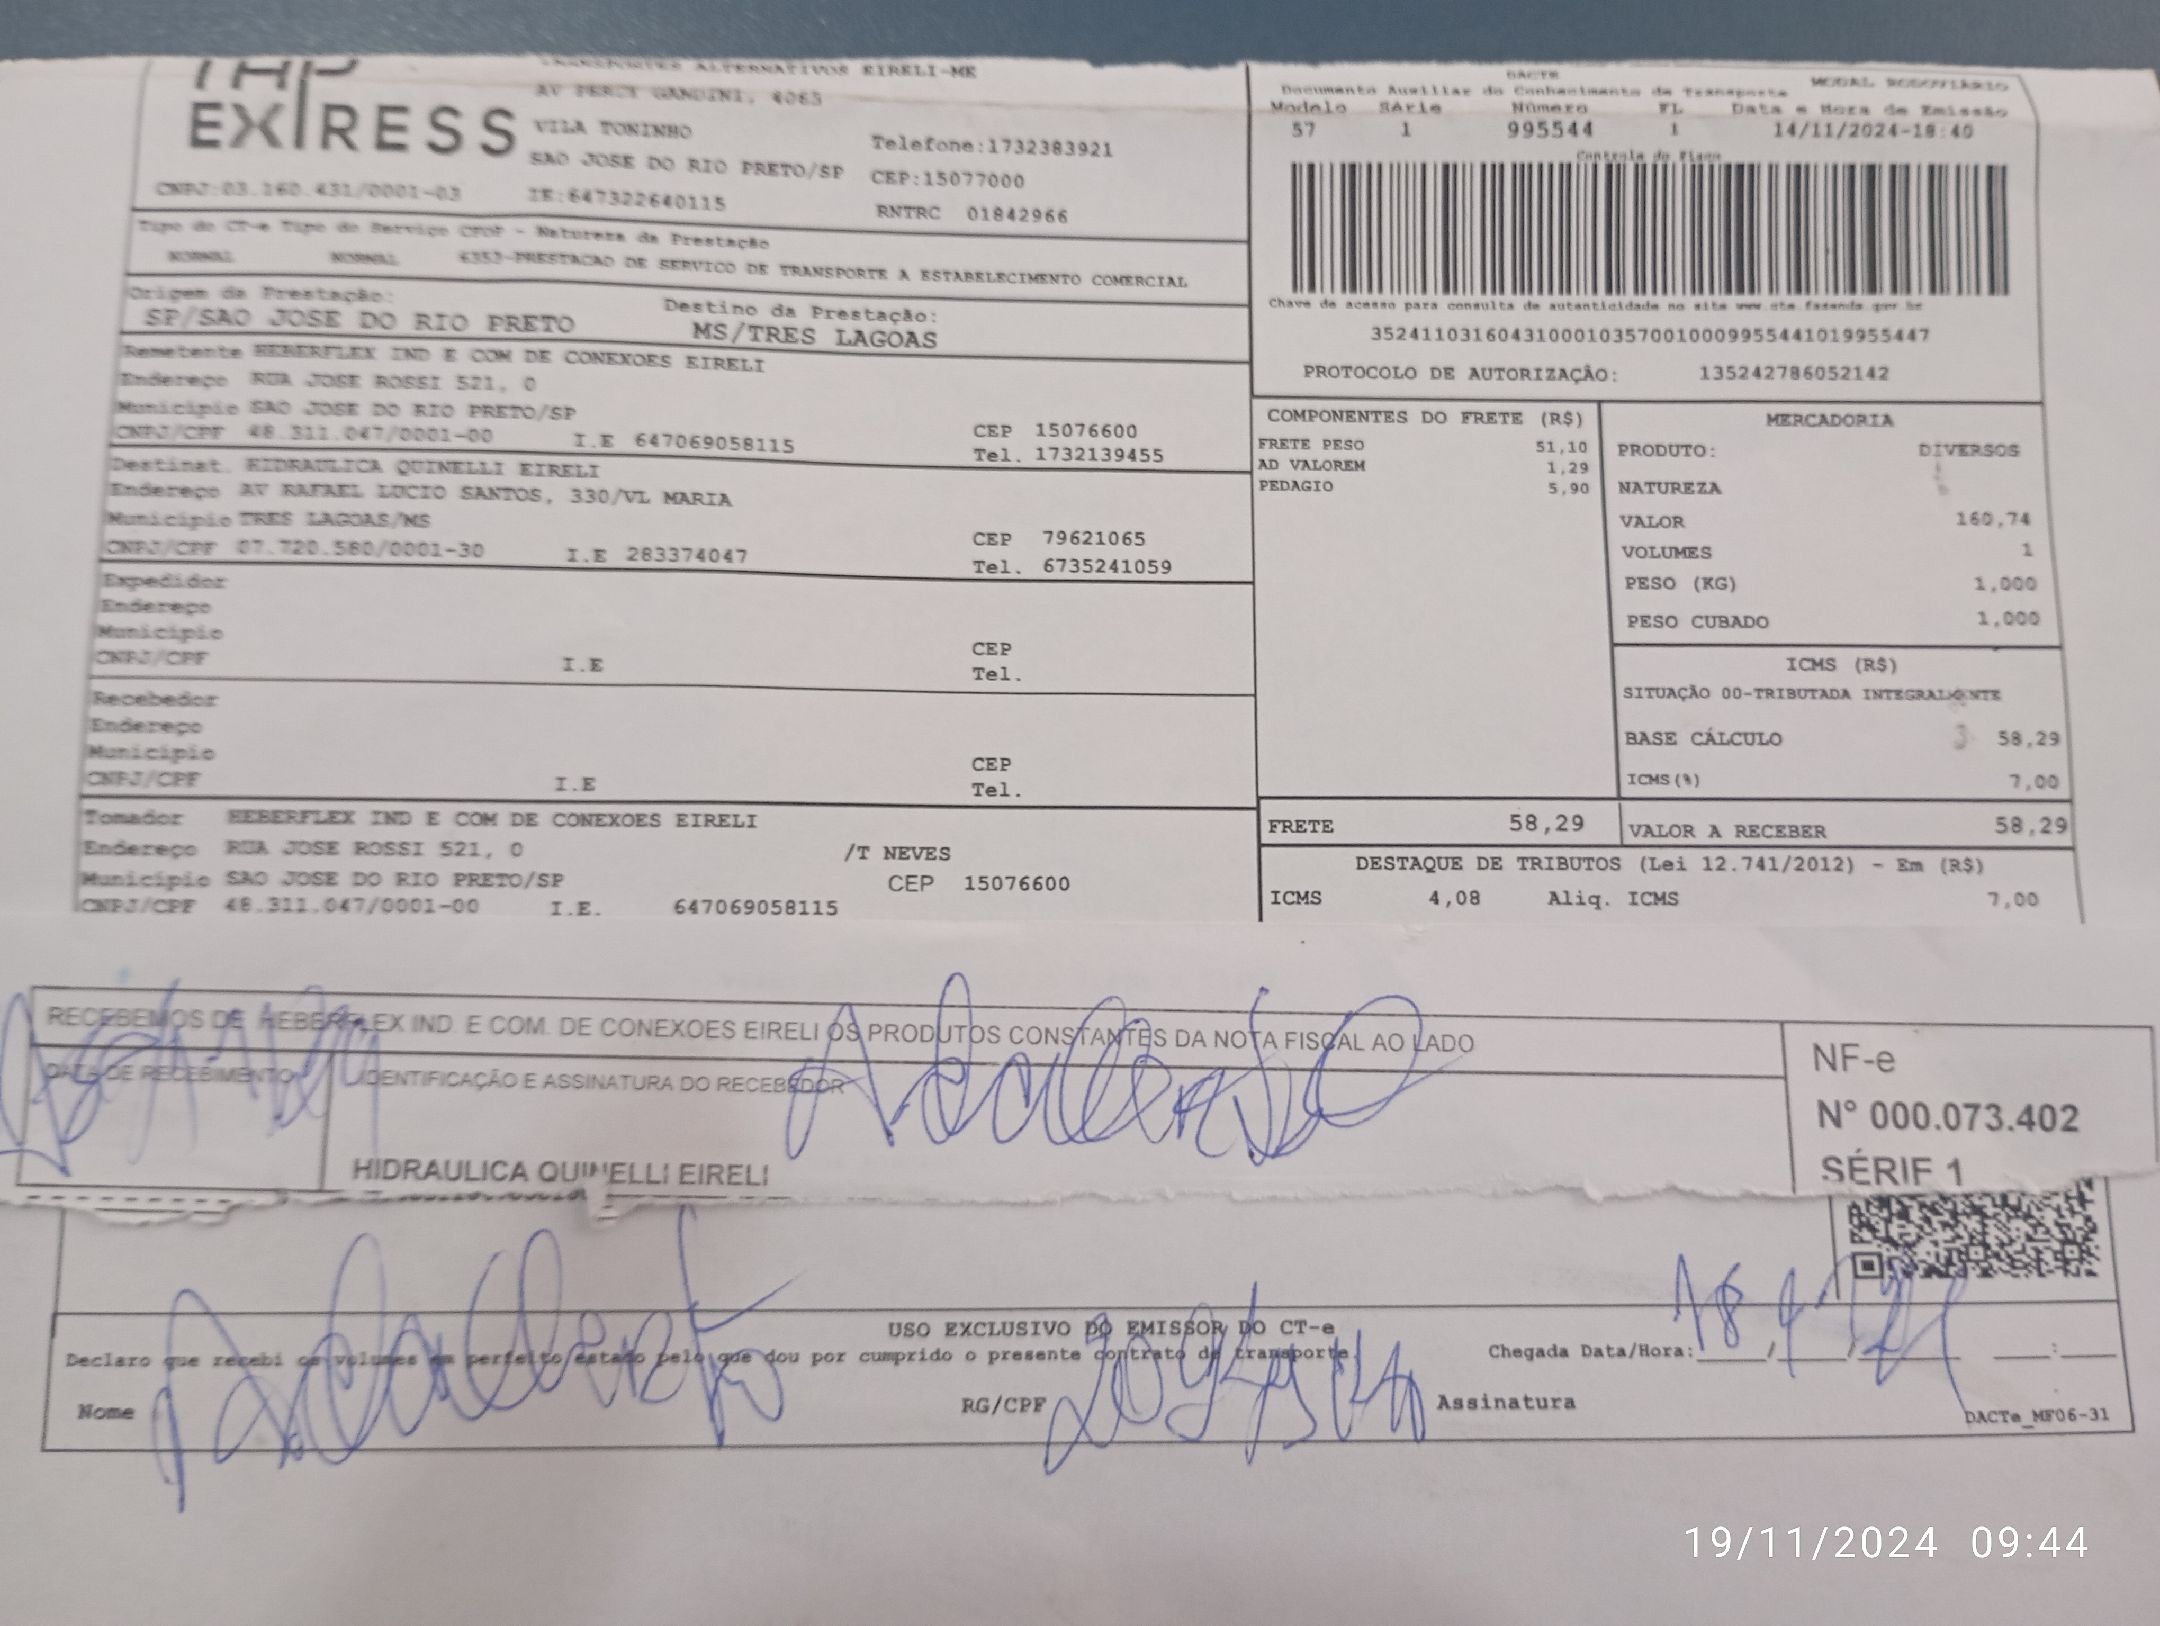 EXPRESS
TRANSPORTES ALTERNATIVOS EIRELI-ME
AV PERCY GANDINI, 4063
VILA TONINHO
SAO JOSE DO RIO PRETO/SP
Telefone:1732383921
CEP:15077000
CNPJ:03.160.431/0001-03 IE:647322640115 RNTRC 01842966
Tipo do CT-e Tipo do Serviço CFOP - Natureza da Prestação
NORMAL NORMAL 6353-PRESTACAO DE SERVICO DE TRANSPORTE A ESTABELECIMENTO COMERCIAL
Origem da Prestação: Destino da Prestação:
SP/SAO JOSE DO RIO PRETO MS/TRES LAGOAS
Remetente HEBERFLEX IND E COM DE CONEXOES EIRELI
Endereço RUA JOSE ROSSI 521, 0
Município SAO JOSE DO RIO PRETO/SP CEP 15076600
CNPJ/CPF 48.311.047/0001-00 I.E 647069058115 Tel. 1732139455
Destinat. HIDRAULICA QUINELLI EIRELI
Endereço AV RAFAEL LUCIO SANTOS, 330/VL MARIA
Município TRES LAGOAS/MS CEP 79621065
CNPJ/CPF 07.720.580/0001-30 I.E 283374047 Tel. 6735241059
Expedidor
Endereço
Município CEP
CNPJ/CPF I.E Tel.
Recebedor
Endereço
Município CEP
CNPJ/CPF I.E Tel.
Tomador HEBERFLEX IND E COM DE CONEXOES EIRELI
Endereço RUA JOSE ROSSI 521, 0 /T NEVES
Município SAO JOSE DO RIO PRETO/SP CEP 15076600
CNPJ/CPF 48.311.047/0001-00 I.E. 647069058115
DACTE MODAL RODOVIÁRIO
Documento Auxiliar do Conhecimento de Transporte
Modelo Série Número FL Data e Hora de Emissão
57 1 995544 1 14/11/2024-18:40
Controle do Fisco
Chave de acesso para consulta de autenticidade no site www.cte.fazenda.gov.br
35241103160431000103570010009955441019955447
PROTOCOLO DE AUTORIZAÇÃO: 135242786052142
COMPONENTES DO FRETE (R$)
FRETE PESO 51,10
AD VALOREM 1,29
PEDAGIO 5,90
MERCADORIA
PRODUTO: DIVERSOS
NATUREZA
VALOR 160,74
VOLUMES 1
PESO (KG) 1,000
PESO CUBADO 1,000
ICMS (R$)
SITUAÇÃO 00-TRIBUTADA INTEGRALMENTE
BASE CÁLCULO 58,29
ICMS(%) 7,00
FRETE 58,29 VALOR A RECEBER 58,29
DESTAQUE DE TRIBUTOS (Lei 12.741/2012) - Em (R$)
ICMS 4,08 Aliq. ICMS 7,00
RECEBEMOS DE HEBERFLEX IND. E COM. DE CONEXOES EIRELI OS PRODUTOS CONSTANTES DA NOTA FISCAL AO LADO
DATA DE RECEBIMENTO IDENTIFICAÇÃO E ASSINATURA DO RECEBEDOR
HIDRAULICA QUINELLI EIRELI
NF-e
Nº 000.073.402
SÉRIE 1
USO EXCLUSIVO DO EMISSOR DO CT-e
Declaro que recebi os volumes em perfeito estado pelo que dou por cumprido o presente contrato de transporte
Chegada Data/Hora:_____/_____/_______ ____:____
Nome RG/CPF Assinatura
DACTe_MF06-31
19/11/2024 09:44